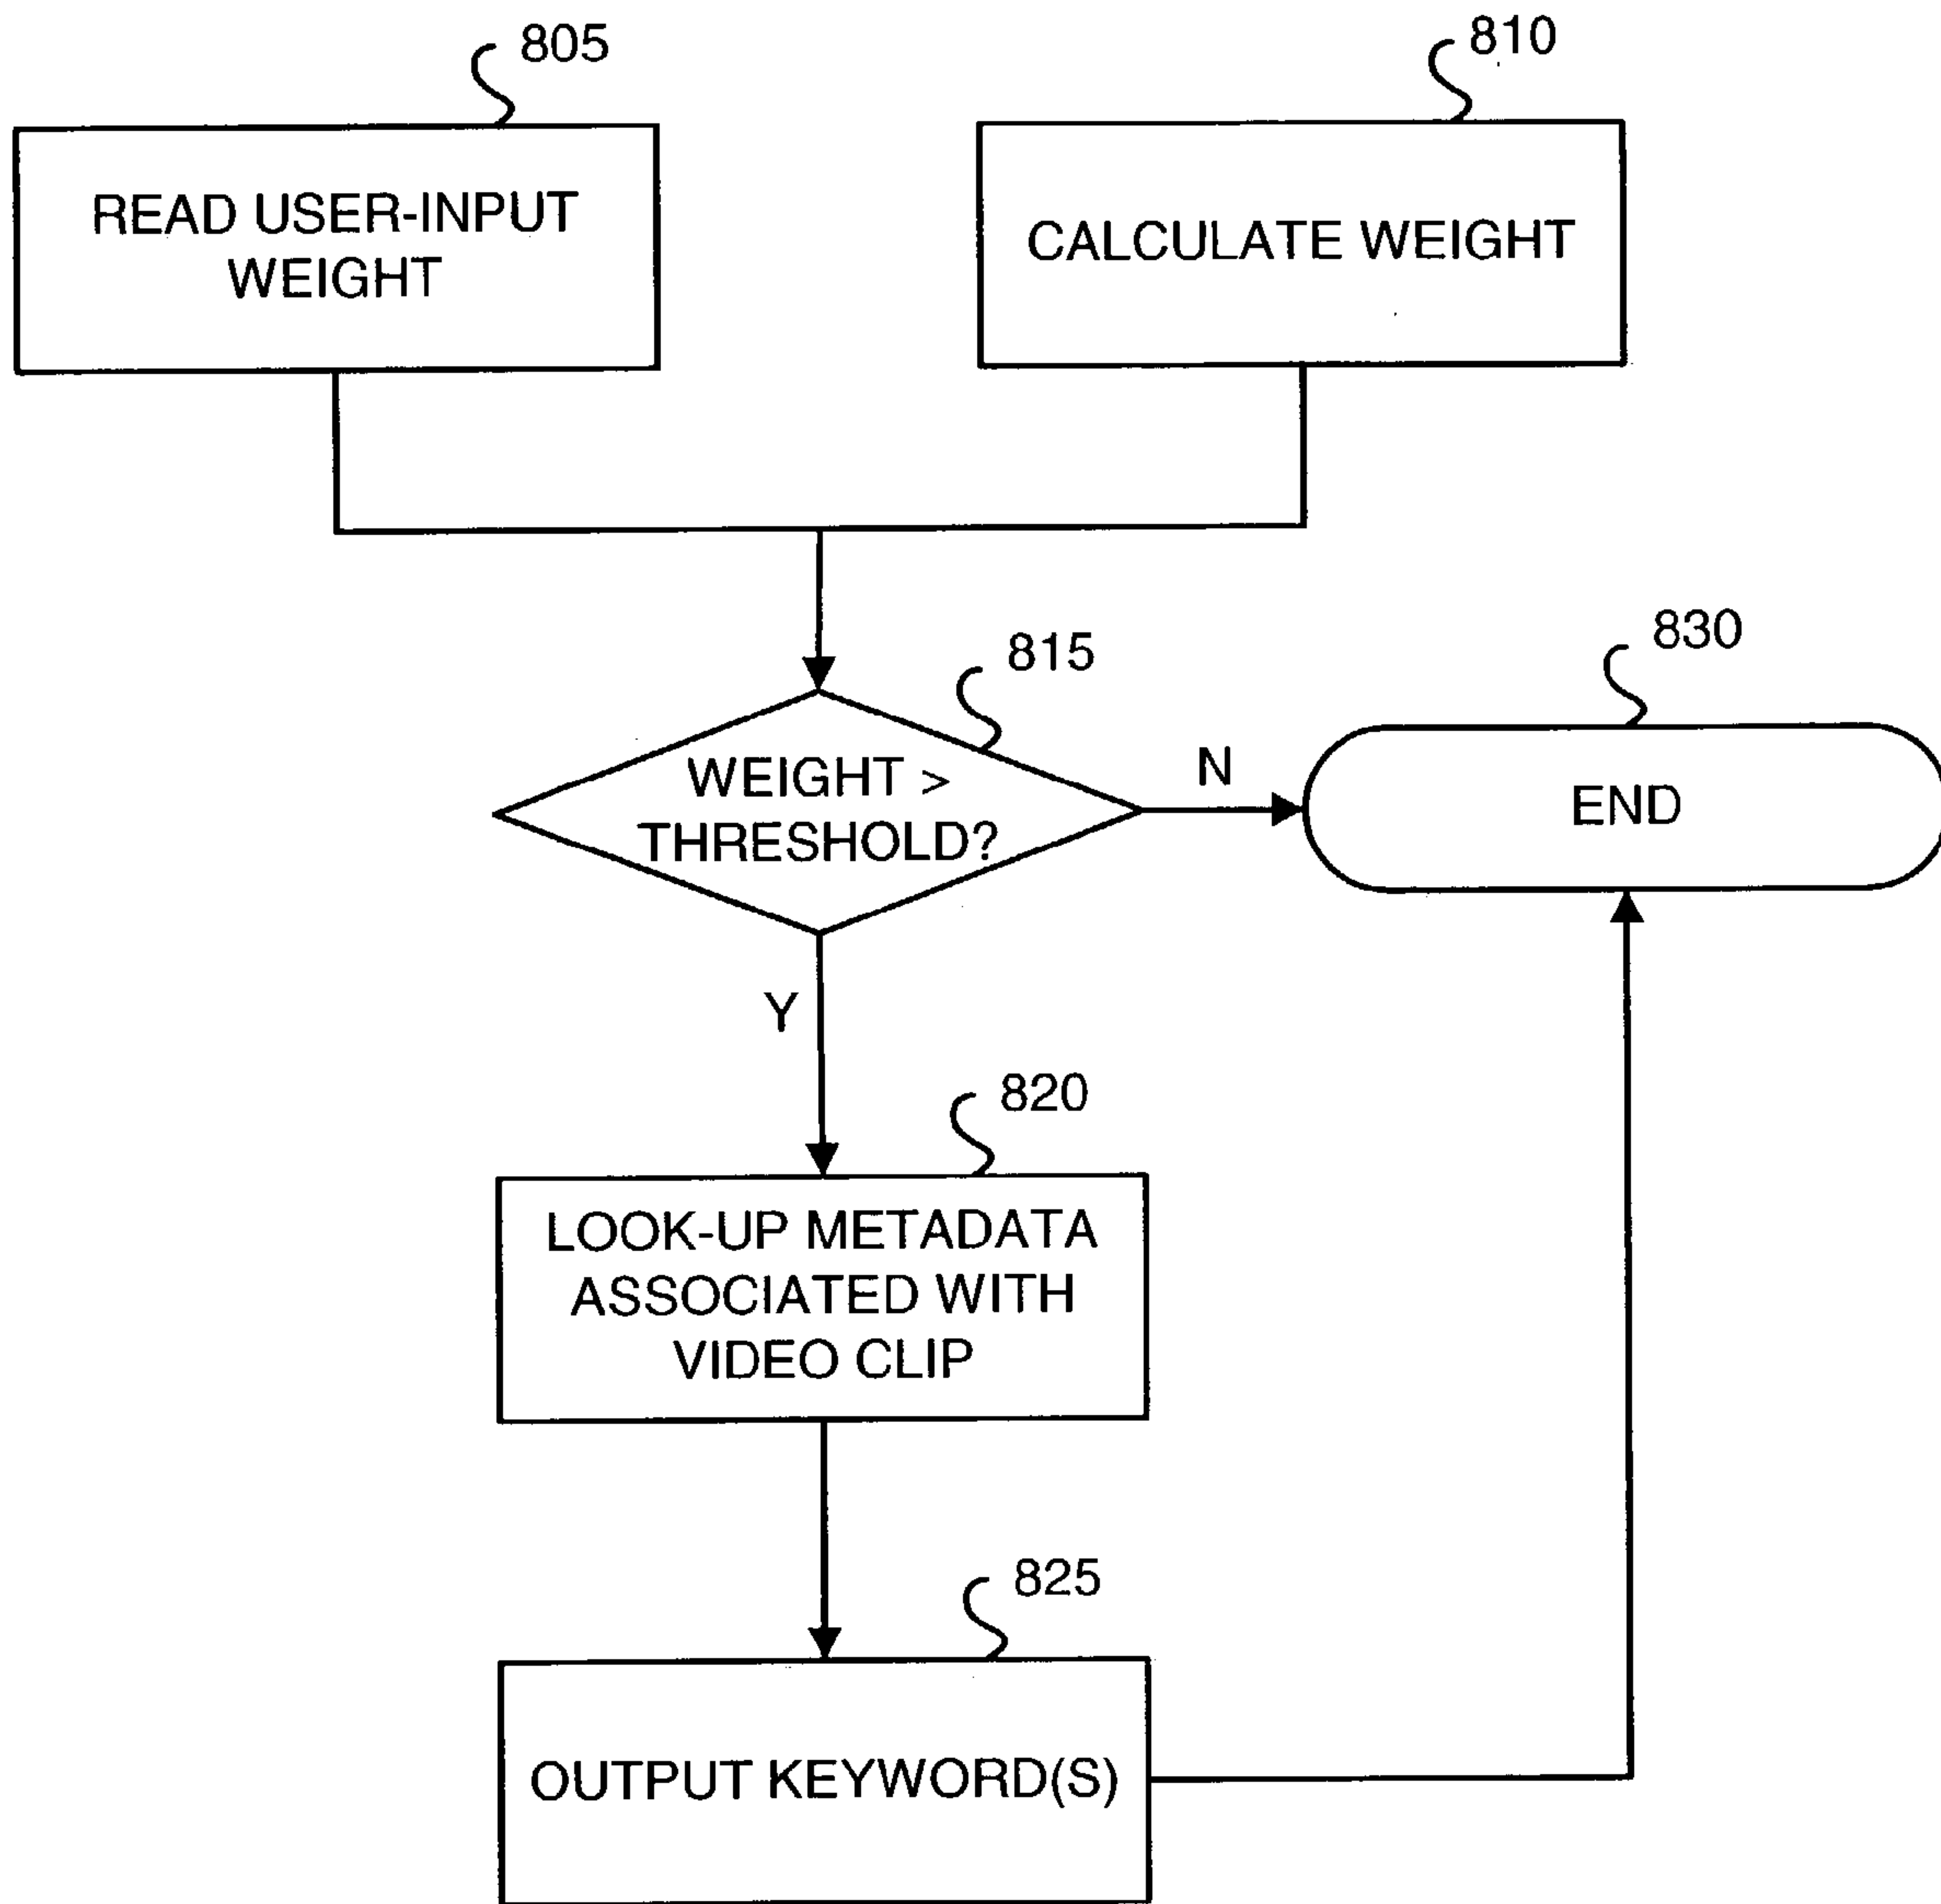 805
810
READ USER-INPUT
WEIGHT
CALCULATE WEIGHT
815
830
WEIGHT >
THRESHOLD?
N
END
Y
820
LOOK-UP METADATA
ASSOCIATED WITH
VIDEO CLIP
825
OUTPUT KEYWORD(S)